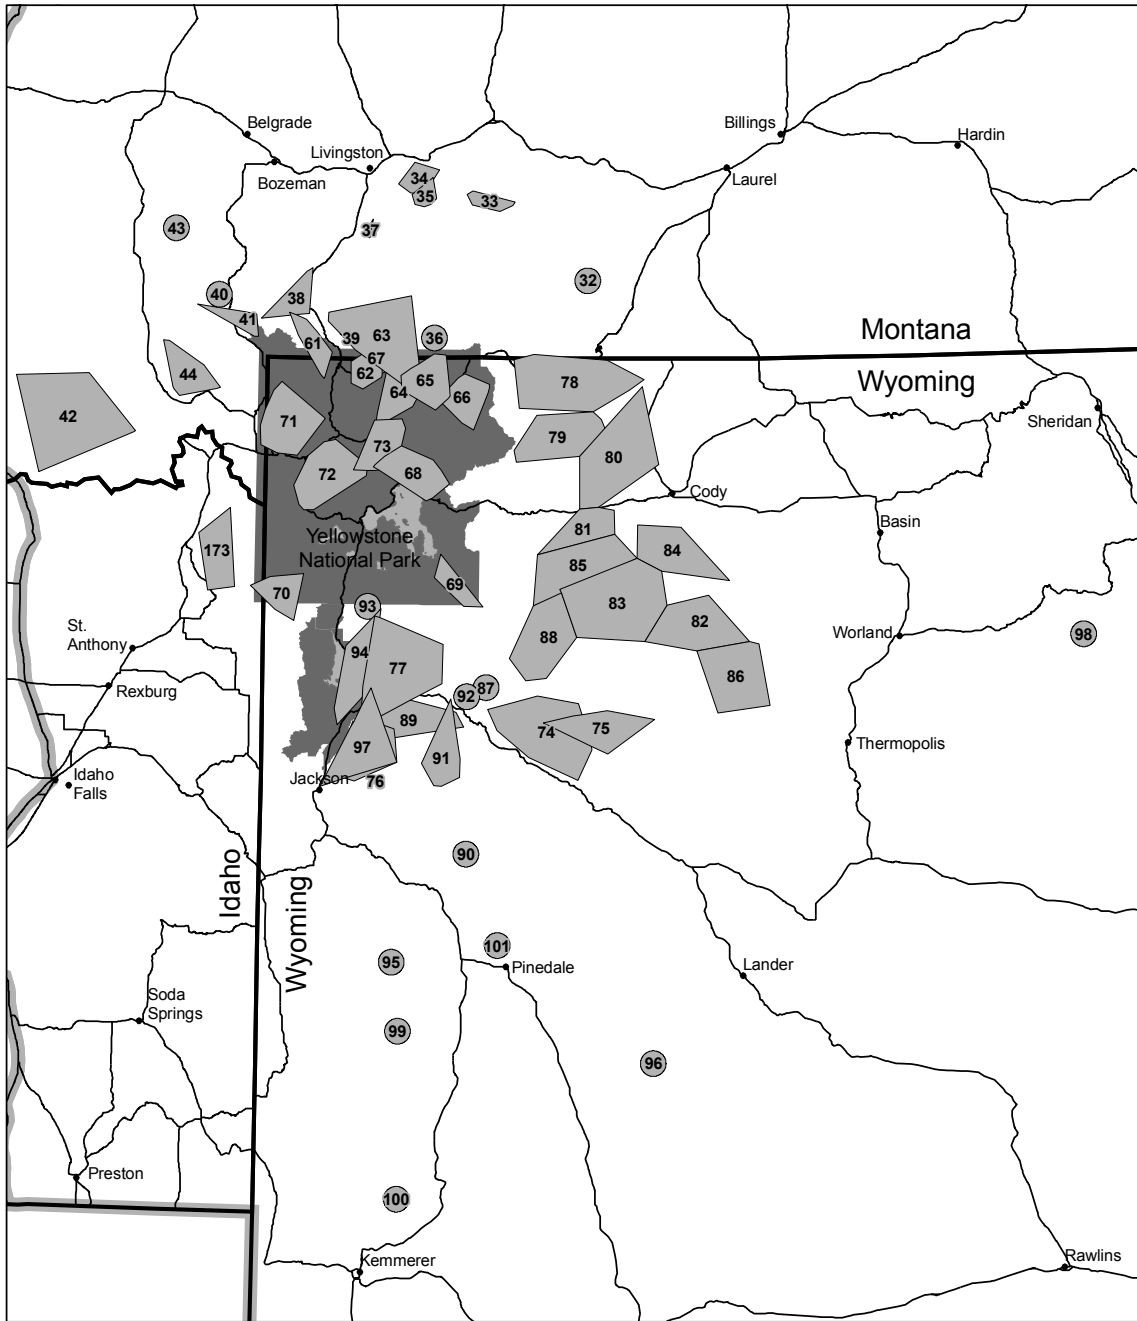 Belgrade
Billings
Hardin
Livingston
Bozeman
Laurel
34
35
33
43
37
32
40
38
41
Montana
39
63
36
61
67
62
Wyoming
44
65
78
64
66
42
71
Sheridan
73
79
80
72
68
Cody
Basin
81
Yellowstone
National Park
173
84
85
69
70
93
83
St.
Anthony
82
88
Worland
98
94
77
86
Rexburg
87
92
89
74
75
97
91
Thermopolis
Idaho
Falls
Jackson
76
90
Idaho
Wyoming
101
95
Pinedale
Lander
Soda
Springs
99
96
Preston
100
Kemmerer
Rawlins